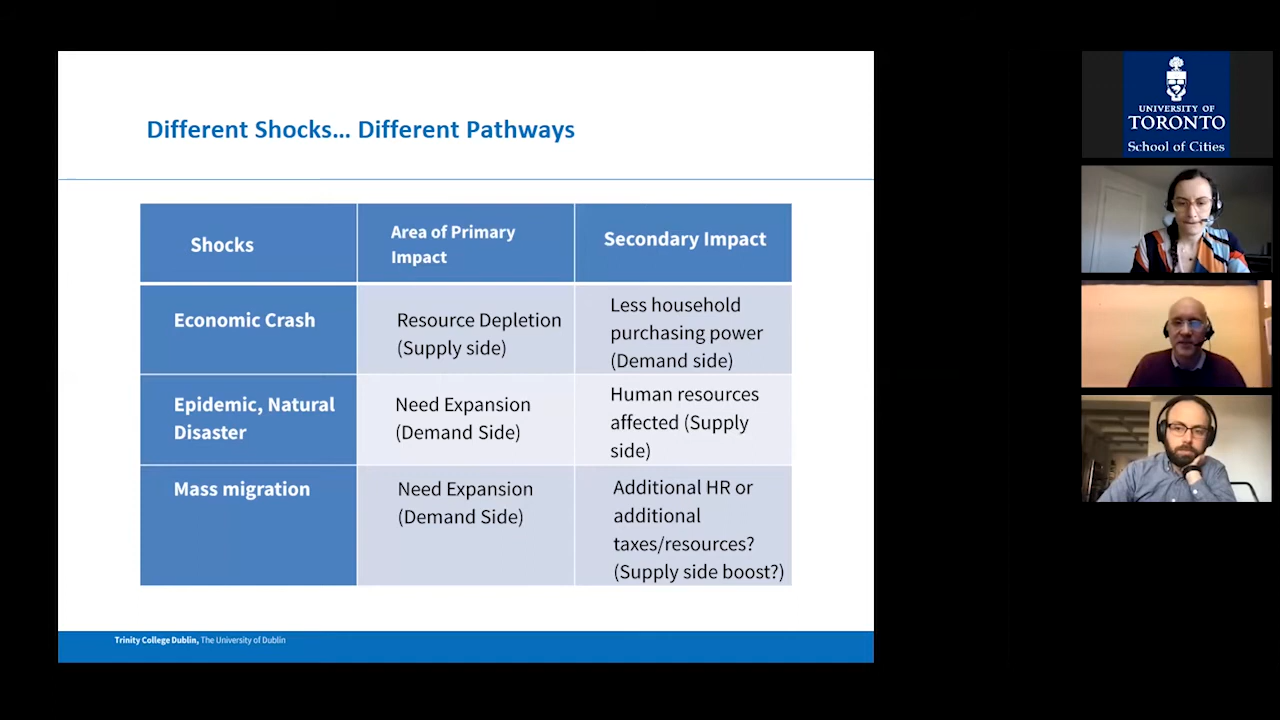 Different Shocks... Different Pathways
Shocks
Area of Primary
Impact
Secondary Impact
Economic Crash
Resource Depletion
(Supply side)
Less household
purchasing power
(Demand side)
Epidemic, Natural
Disaster
Need Expansion
(Demand Side)
Human resources
affected (Supply
side)
Mass migration
Need Expansion
(Demand Side)
Additional HR or
additional
taxes/resources?
(Supply side boost?)
Trinity College Dublin, The University of Dublin
UNIVERSITY OF
TORONTO
School of Cities